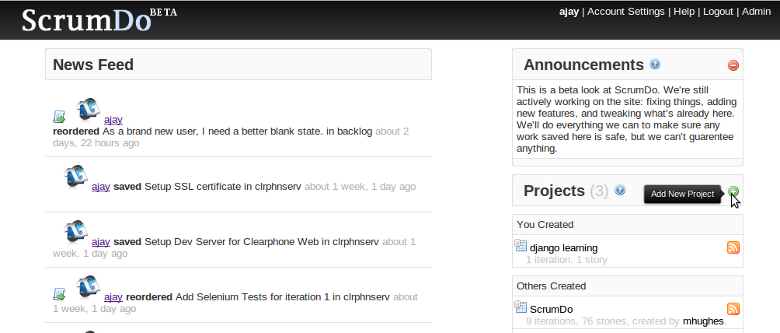 ScrumDo BETA
ajay | Account Settings | Help | Logout | Admin
News Feed
ajay
reordered As a brand new user, I need a better blank state. in backlog about 2
days, 22 hours ago
ajay saved Setup SSL certificate in clrphnserv about 1 week, 1 day ago
ajay saved Setup Dev Server for Clearphone Web in clrphnserv about 1
week, 1 day ago
ajay reordered Add Selenium Tests for iteration 1 in clrphnserv about
1 week, 1 day ago
Announcements
This is a beta look at ScrumDo. We're still
actively working on the site: fixing things, adding
new features, and tweaking what's already here.
We'll do everything we can to make sure any
work saved here is safe, but we can't guarentee
anything.
Projects (3)
Add New Project
You Created
django learning
1 iteration, 1 story
Others Created
ScrumDo
9 iterations, 76 stories, created by mhughes.